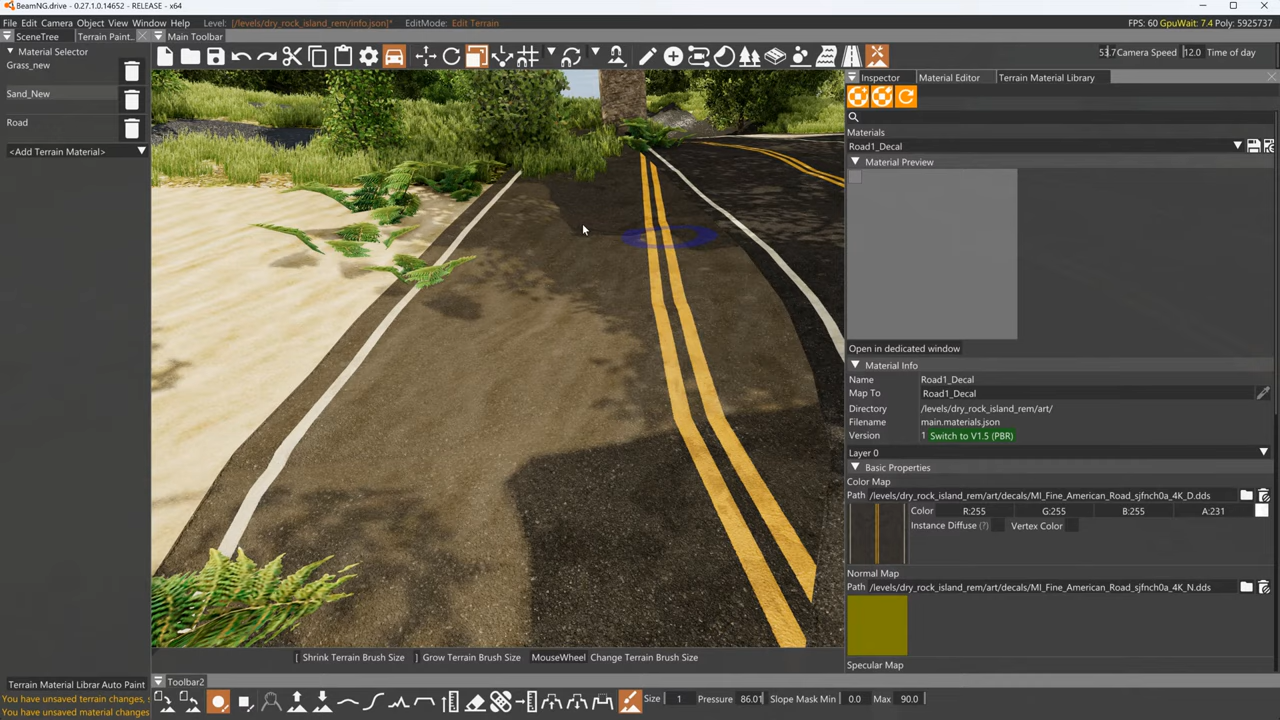 BeamNG.drive - 0.27.1.0.14652 - RELEASE - x64
File Edit Camera Object View Window Help Level: [/levels/dry_rock_island_rem/info.json]* EditMode: Edit Terrain FPS: 60 GpuWait: 7.4 Poly: 5925737
SceneTree Terrain Paint.. Main Toolbar
53.7 Camera Speed 12.0 Time of day
Material Selector
Grass_new
Sand_New
Road
<Add Terrain Material>
Inspector Material Editor Terrain Material Library
Materials
Road1_Decal
Material Preview
Open in dedicated window
Material Info
Name Road1_Decal
Map To Road1_Decal
Directory /levels/dry_rock_island_rem/art/
Filename main.materials.json
Version 1 Switch to V1.5 (PBR)
Layer 0
Basic Properties
Color Map
Path /levels/dry_rock_island_rem/art/decals/MI_Fine_American_Road_sjfnch0a_4K_D.dds
Color R:255 G:255 B:255 A:231
Instance Diffuse (?) Vertex Color
Normal Map
Path /levels/dry_rock_island_rem/art/decals/MI_Fine_American_Road_sjfnch0a_4K_N.dds
Specular Map
[ Shrink Terrain Brush Size ] Grow Terrain Brush Size MouseWheel Change Terrain Brush Size
Terrain Material Librar Auto Paint
You have unsaved terrain changes,
You have unsaved material changes
Toolbar2
Size 1 Pressure 86.01 Slope Mask Min 0.0 Max 90.0